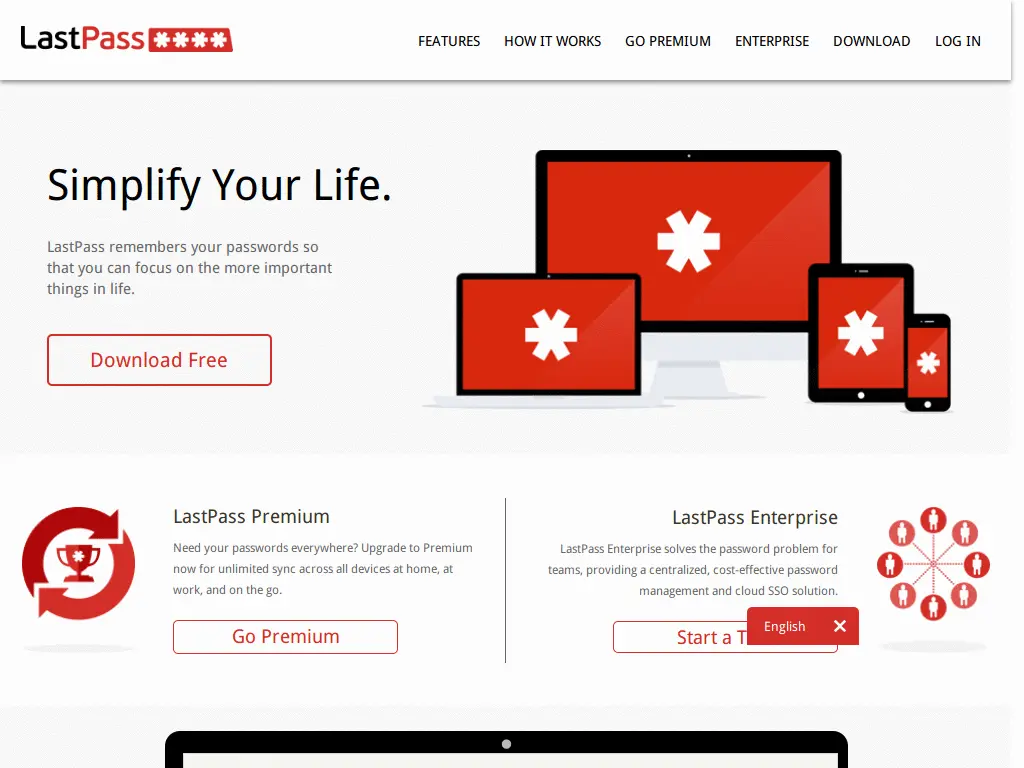 LastPass ****
FEATURES HOW IT WORKS GO PREMIUM ENTERPRISE DOWNLOAD LOG IN
Simplify Your Life.
LastPass remembers your passwords so
that you can focus on the more important
things in life.
Download Free
LastPass Premium
Need your passwords everywhere? Upgrade to Premium
now for unlimited sync across all devices at home, at
work, and on the go.
Go Premium
LastPass Enterprise
LastPass Enterprise solves the password problem for
teams, providing a centralized, cost-effective password
management and cloud SSO solution.
Start a T
English ✕